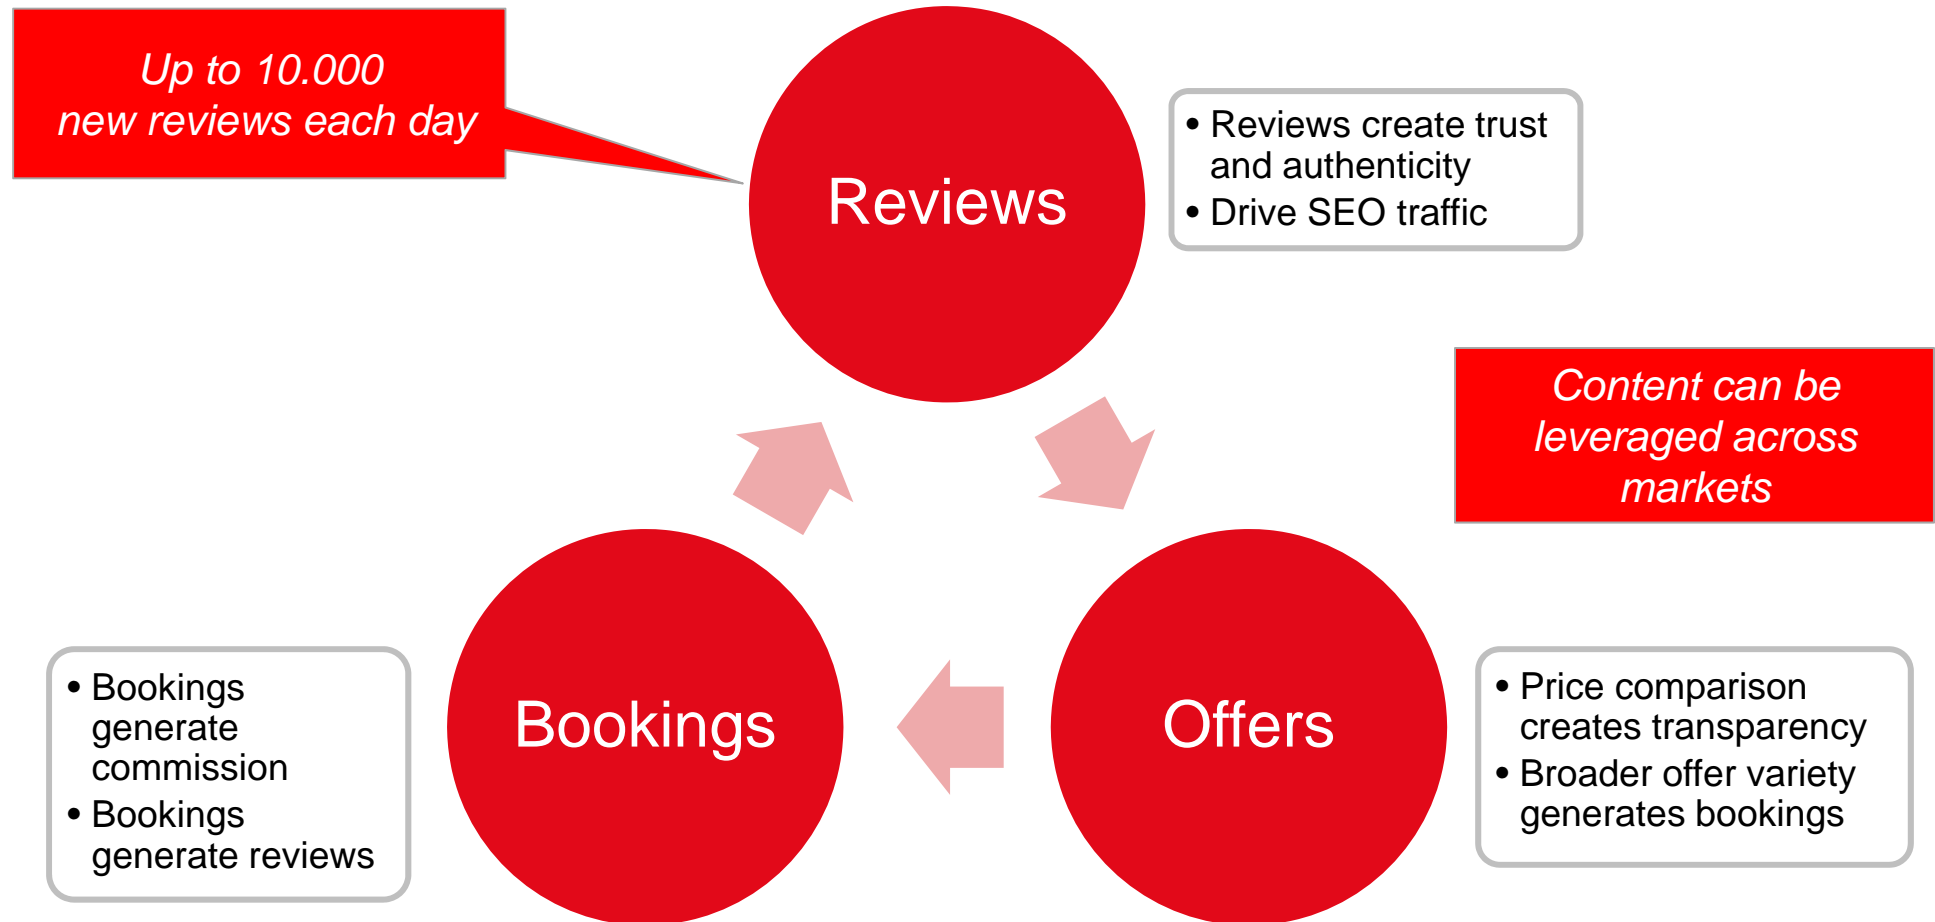 Up to 10.000
new reviews each day
Reviews
• Reviews create trust
and authenticity
• Drive SEO traffic
Content can be
leveraged across
markets
Bookings
• Bookings
generate
commission
• Bookings
generate reviews
Offers
• Price comparison
creates transparency
• Broader offer variety
generates bookings